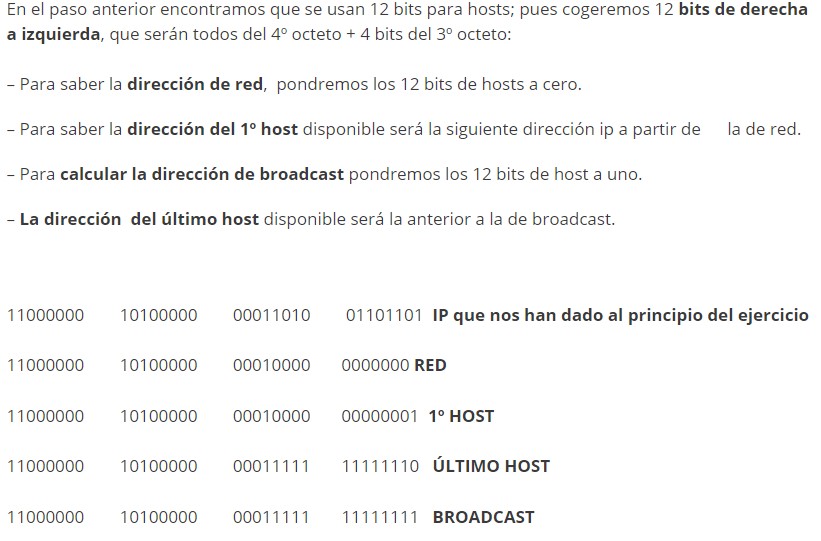 En el paso anterior encontramos que se usan 12 bits para hosts; pues cogeremos 12 bits de derecha
a izquierda, que serán todos del 4º octeto + 4 bits del 3º octeto:
– Para saber la dirección de red, pondremos los 12 bits de hosts a cero.
– Para saber la dirección del 1º host disponible será la siguiente dirección ip a partir de la de red.
– Para calcular la dirección de broadcast pondremos los 12 bits de host a uno.
– La dirección del último host disponible será la anterior a la de broadcast.
11000000 10100000 00011010 01101101 IP que nos han dado al principio del ejercicio
11000000 10100000 00010000 0000000 RED
11000000 10100000 00010000 00000001 1º HOST
11000000 10100000 00011111 11111110 ÚLTIMO HOST
11000000 10100000 00011111 11111111 BROADCAST